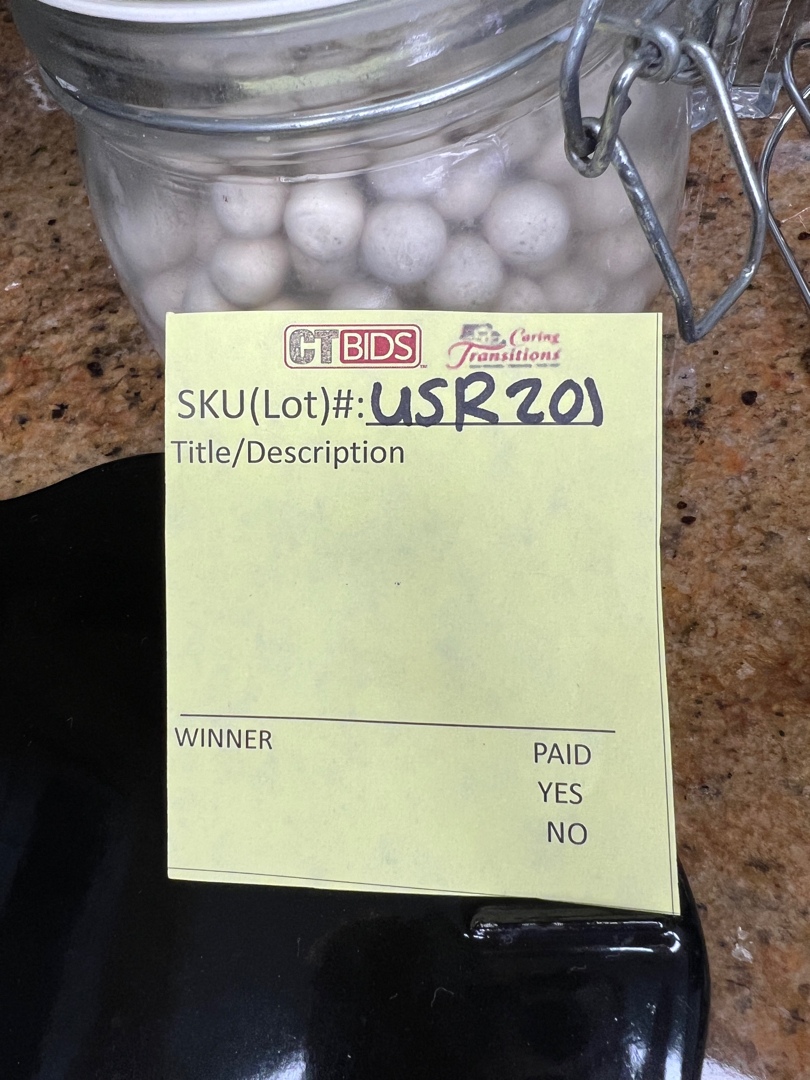 CTBIDS Caring Transitions
SKU(Lot)#: USR201
Title/Description
WINNER PAID
YES
NO